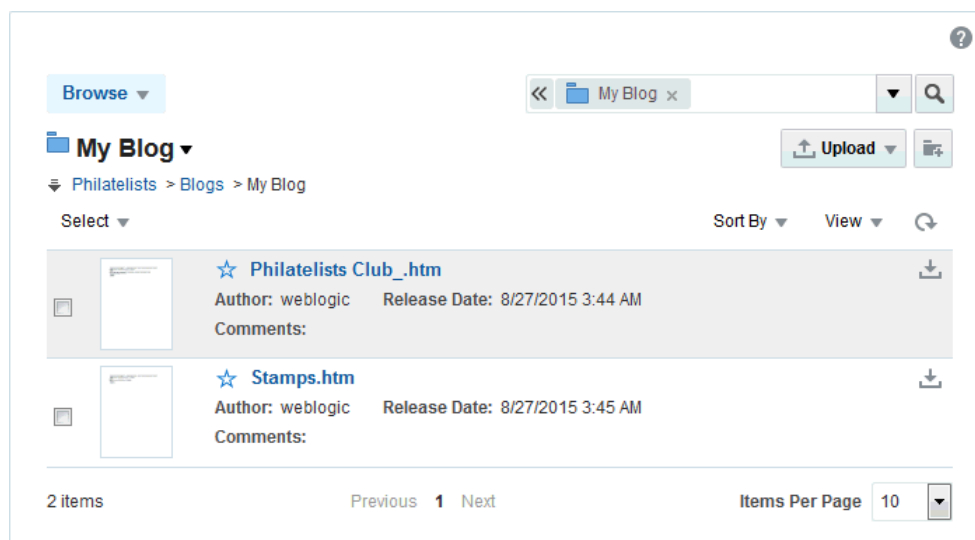 Browse
My Blog
My Blog
Upload
Philatelists > Blogs > My Blog
Select
Sort By
View
Philatelists Club_.htm
Author: weblogic Release Date: 8/27/2015 3:44 AM
Comments:
Stamps.htm
Author: weblogic Release Date: 8/27/2015 3:45 AM
Comments:
2 items
Previous 1 Next
Items Per Page 10